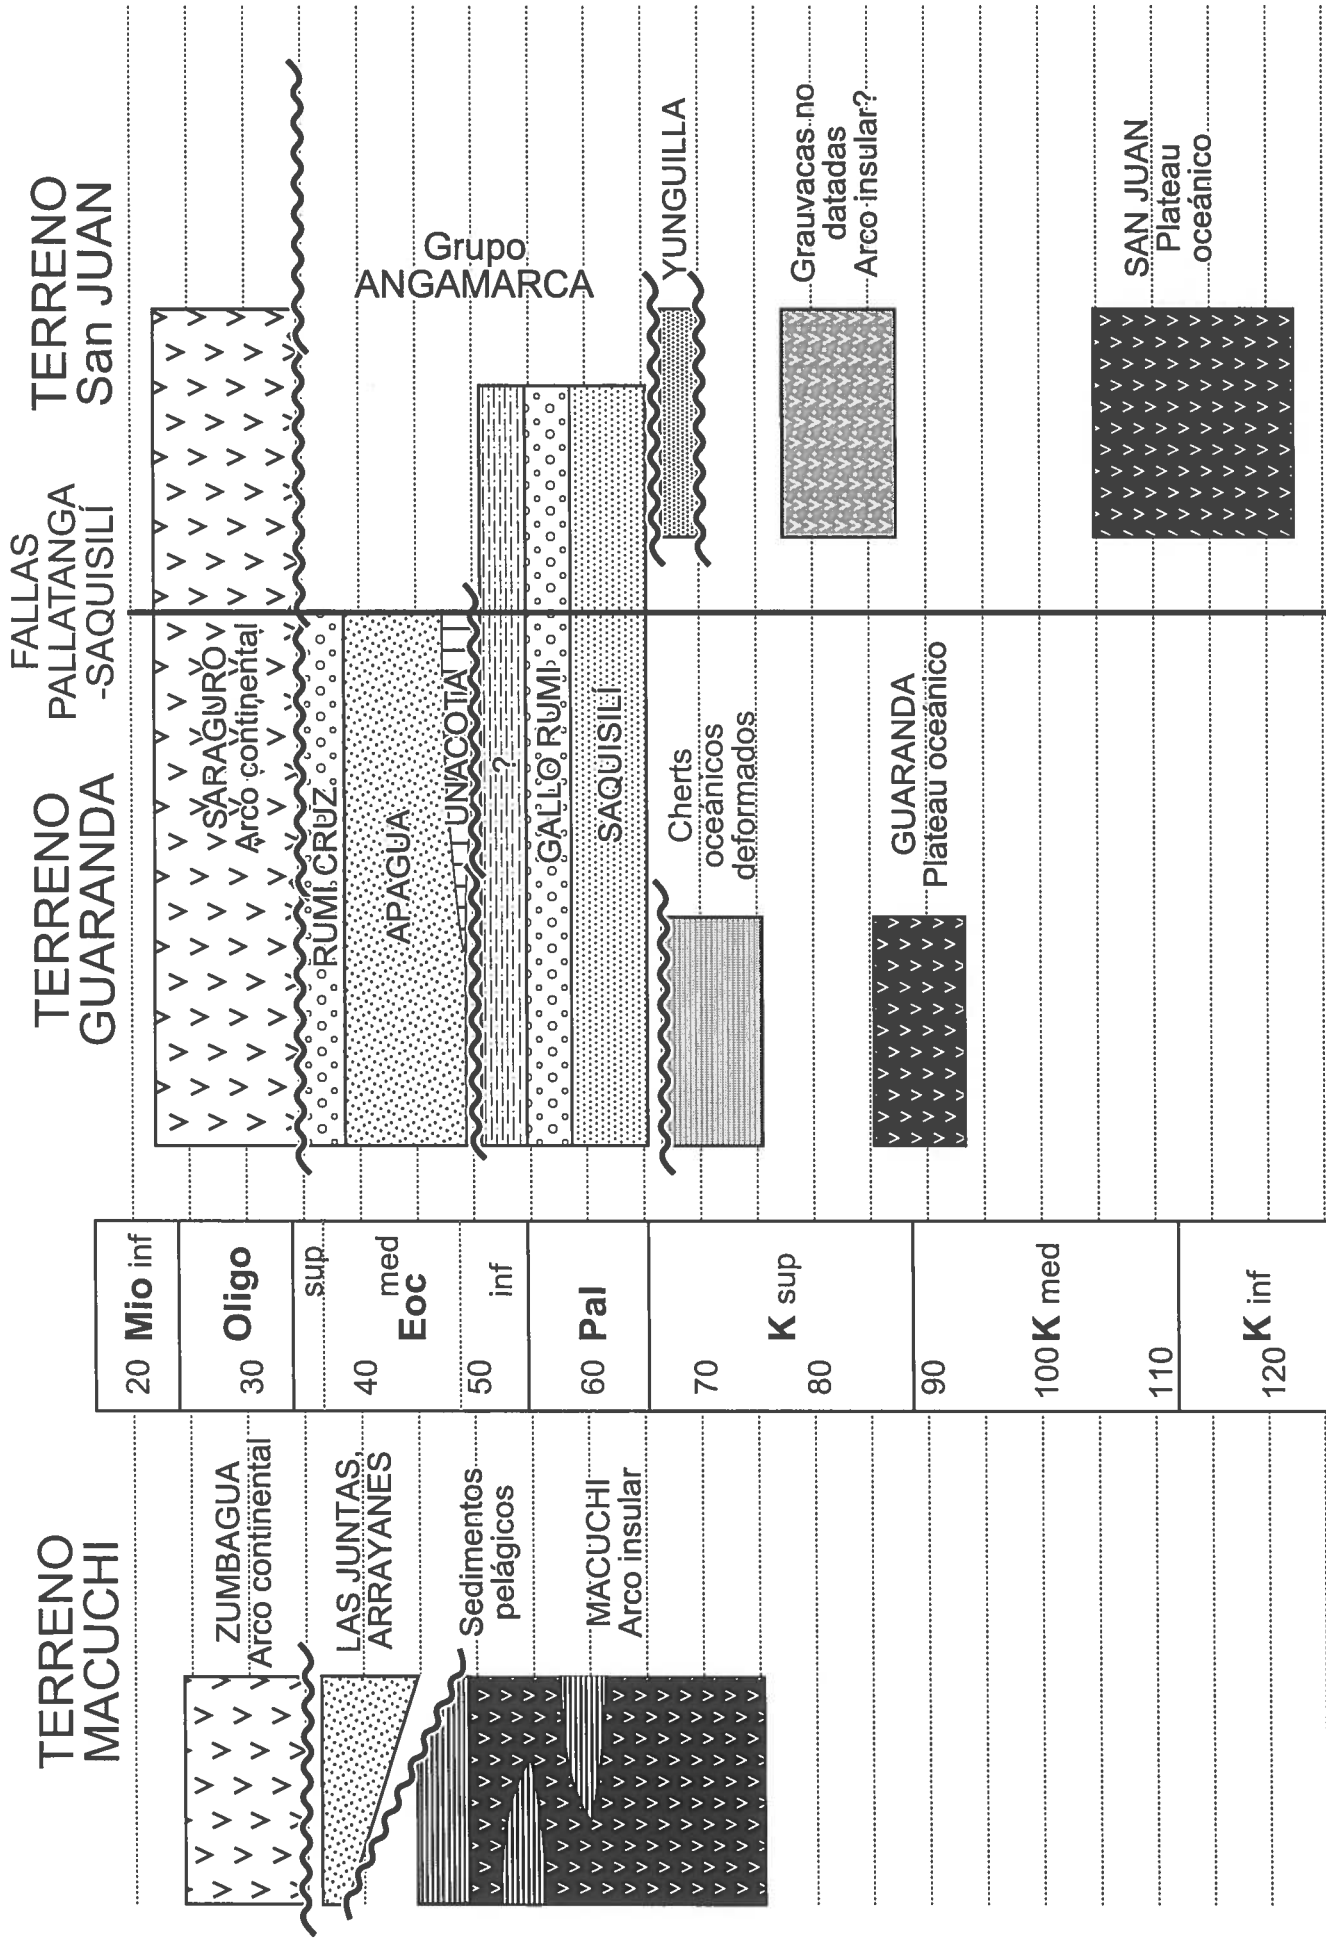 TERRENO
MACUCHI
ZUMBAGUA
Arco continental
LAS JUNTAS,
ARRAYANES
Sedimentos
pelágicos
MACUCHI
Arco insular
20
30
40
50
60
70
80
90
100
110
120
Mio inf
Oligo
sup
med
Eoc
inf
Pal
K sup
K med
K inf
TERRENO
GUARANDA
SARAGURO
Arco continental
RUMI CRUZ
APAGUA
UNACOTA
?
GALLO RUMI
SAQUISILÍ
Cherts
oceánicos
deformados
GUARANDA
Plateau oceánico
FALLAS
PALLATANGA
-SAQUISILÍ
TERRENO
San JUAN
Grupo
ANGAMARCA
YUNGUILLA
Grauvacas no
datadas
Arco insular?
SAN JUAN
Plateau
oceánico